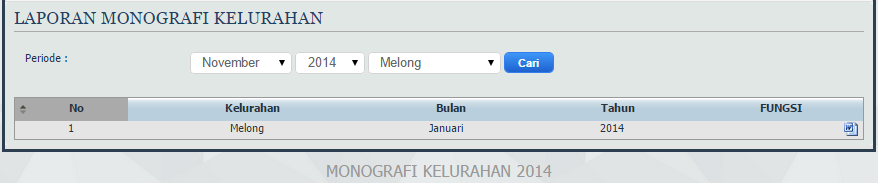 LAPORAN MONOGRAFI KELURAHAN
Periode : November 2014 Melong Cari
No Kelurahan Bulan Tahun FUNGSI
1 Melong Januari 2014
MONOGRAFI KELURAHAN 2014